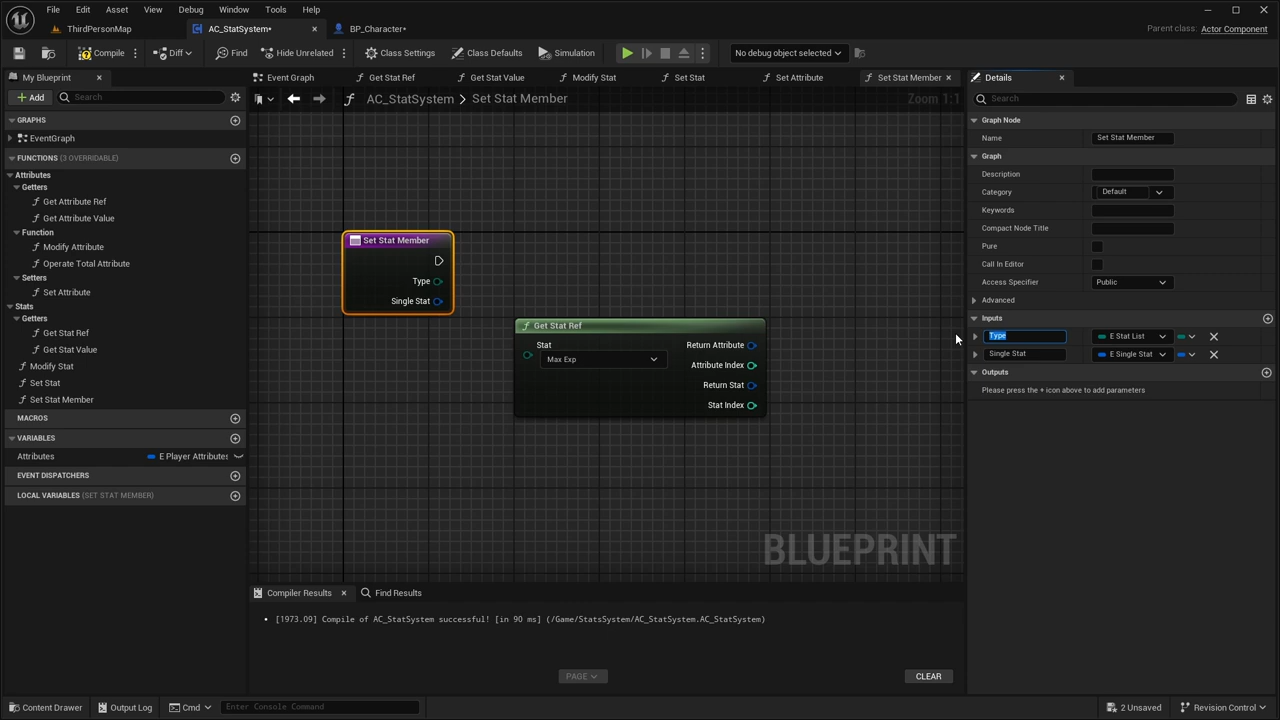 File Edit Asset View Debug Window Tools Help
ThirdPersonMap AC_StatSystem* BP_Character* Parent class: Actor Component
Compile Diff Find Hide Unrelated Class Settings Class Defaults Simulation No debug object selected
My Blueprint Event Graph Get Stat Ref Get Stat Value Modify Stat Set Stat Set Attribute Set Stat Member Details
Add Search AC_StatSystem > Set Stat Member Zoom 1:1 Search
GRAPHS
EventGraph
FUNCTIONS (3 OVERRIDABLE)
Attributes
Getters
Get Attribute Ref
Get Attribute Value
Function
Modify Attribute
Operate Total Attribute
Setters
Set Attribute
Stats
Getters
Get Stat Ref
Get Stat Value
Modify Stat
Set Stat
Set Stat Member
MACROS
VARIABLES
Attributes E Player Attributes
EVENT DISPATCHERS
LOCAL VARIABLES (SET STAT MEMBER)
Set Stat Member
Type
Single Stat
Get Stat Ref
Stat Return Attribute
Max Exp
Attribute Index
Return Stat
Stat Index
BLUEPRINT
Graph Node
Name Set Stat Member
Graph
Description
Category Default
Keywords
Compact Node Title
Pure
Call In Editor
Access Specifier Public
Advanced
Inputs
Type E Stat List
Single Stat E Single Stat
Outputs
Please press the + icon above to add parameters
Compiler Results Find Results
[1973.09] Compile of AC_StatSystem successful! [in 90 ms] (/Game/StatsSystem/AC_StatSystem.AC_StatSystem)
PAGE CLEAR
Content Drawer Output Log Cmd Enter Console Command 2 Unsaved Revision Control